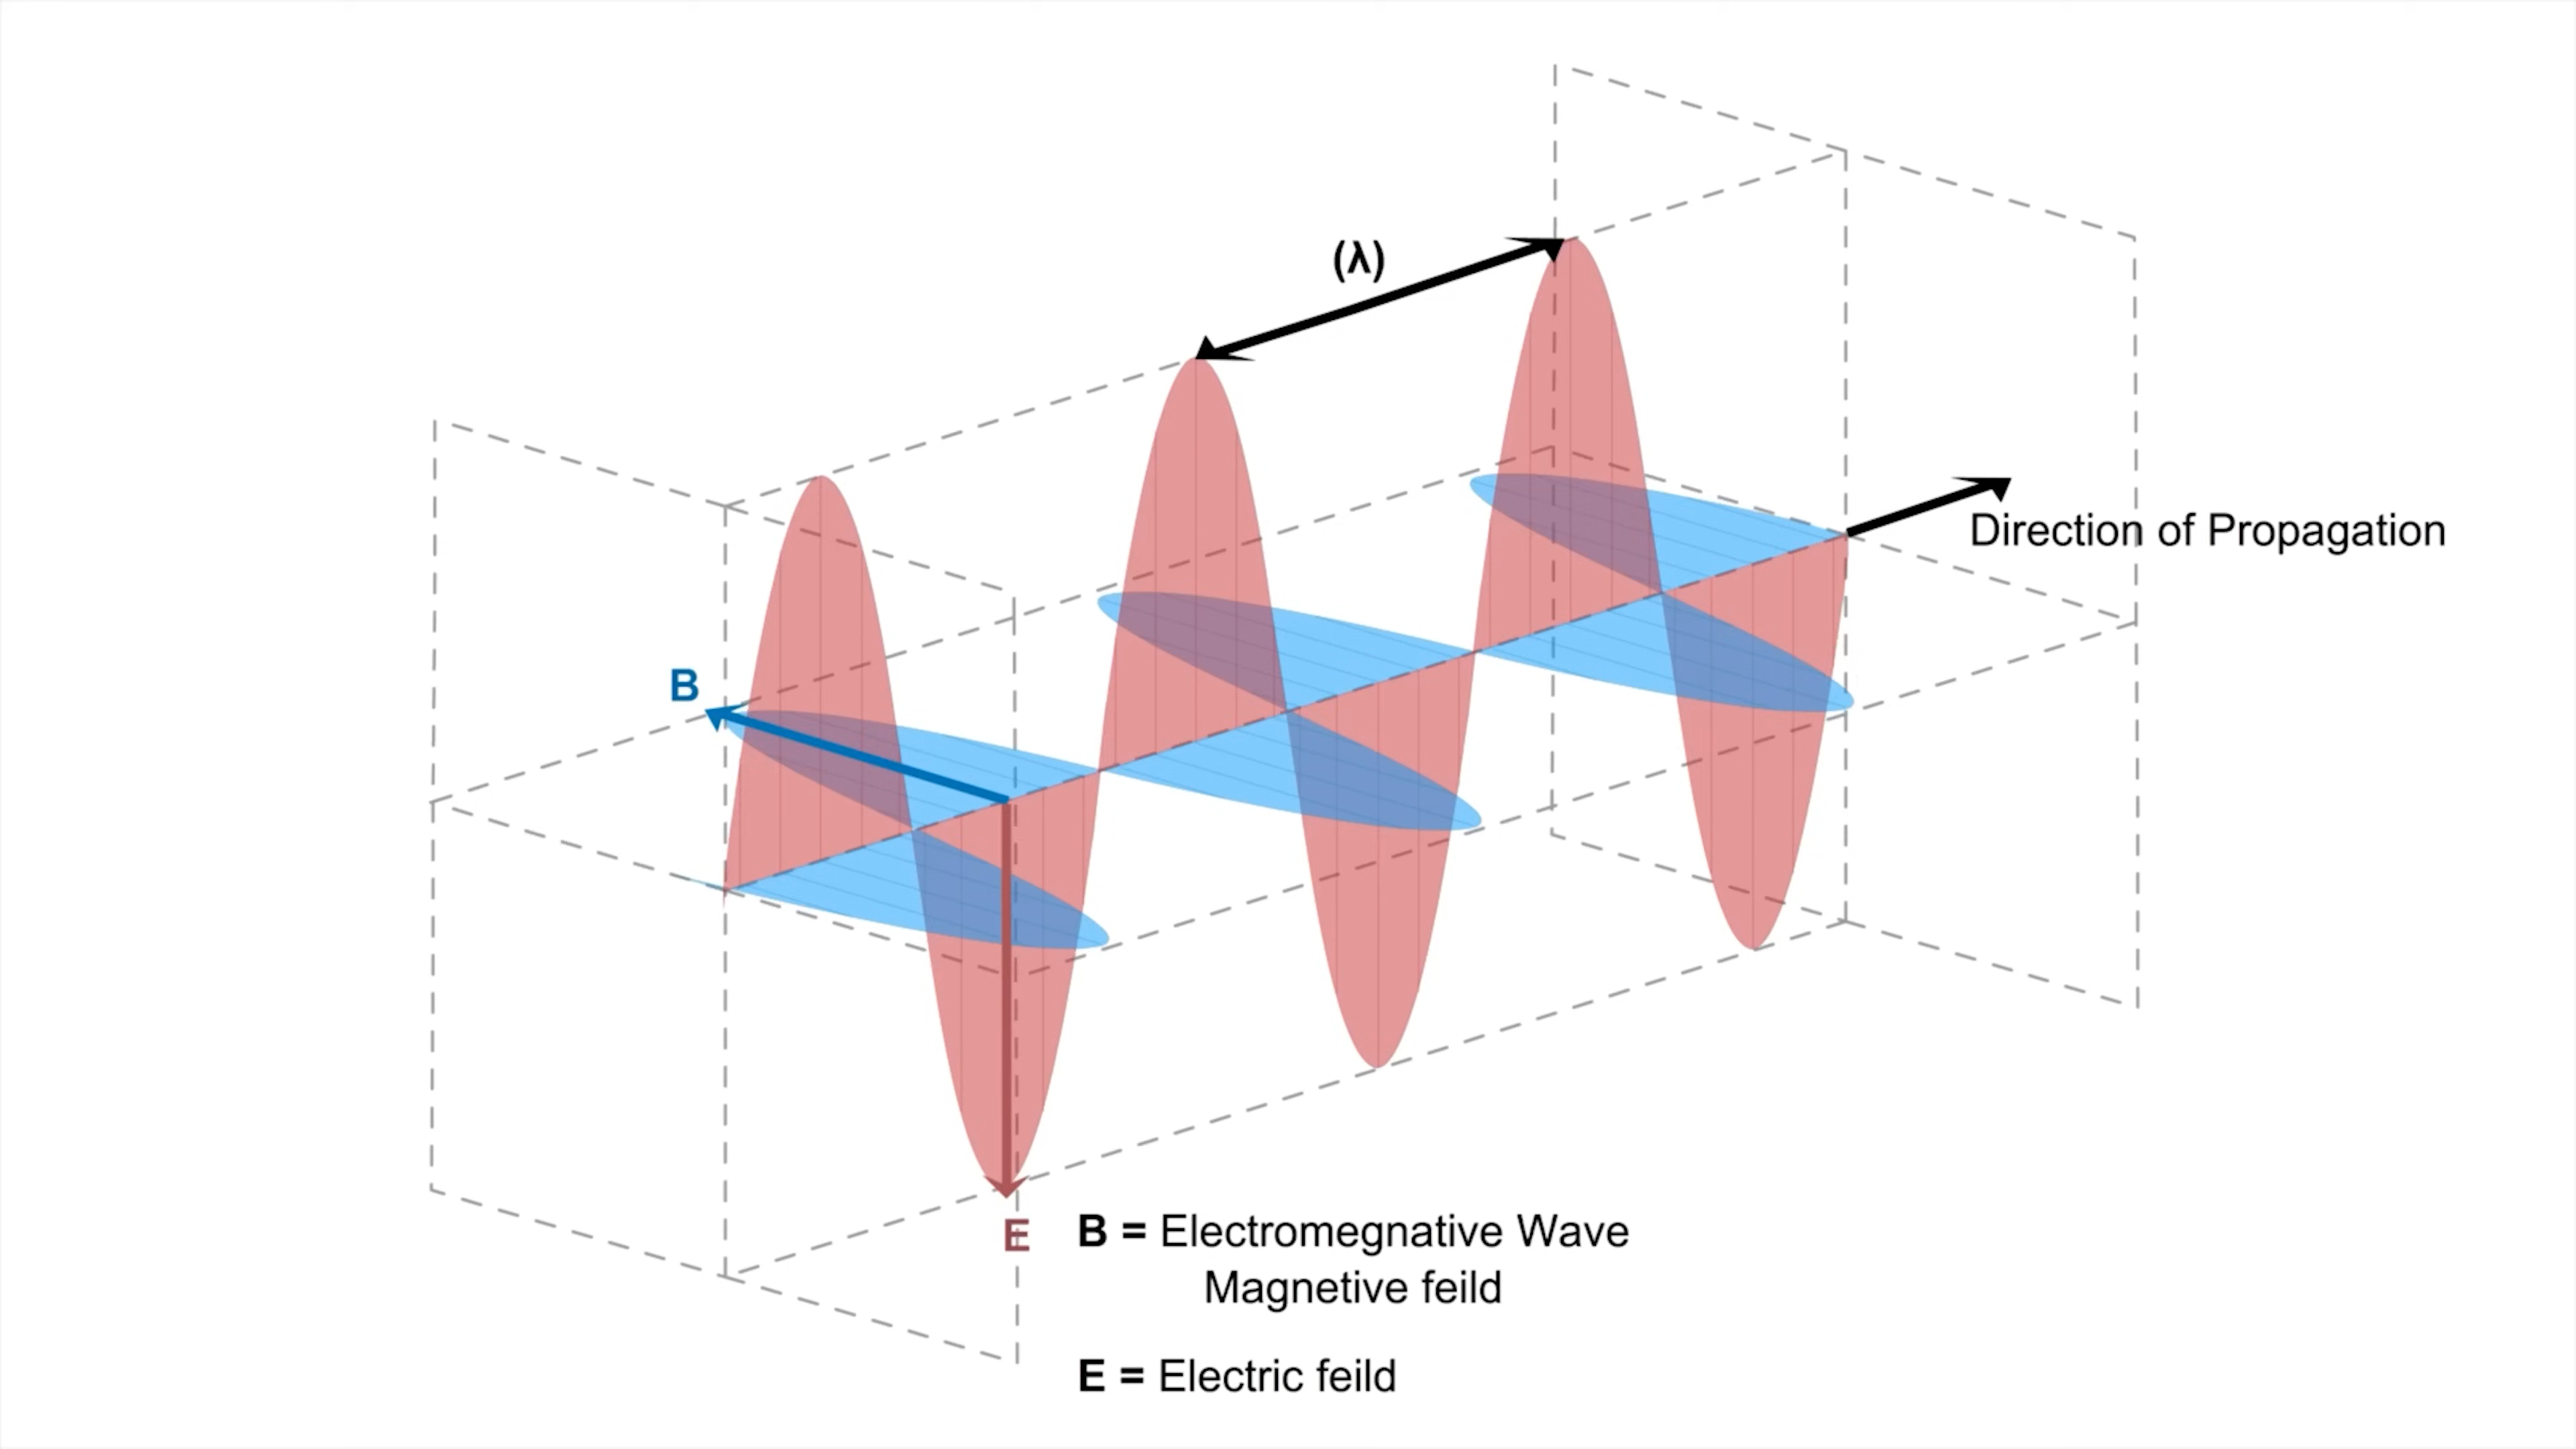 (λ)
Direction of Propagation
B
E
B = Electromegnative Wave
Magnetive feild
E = Electric feild